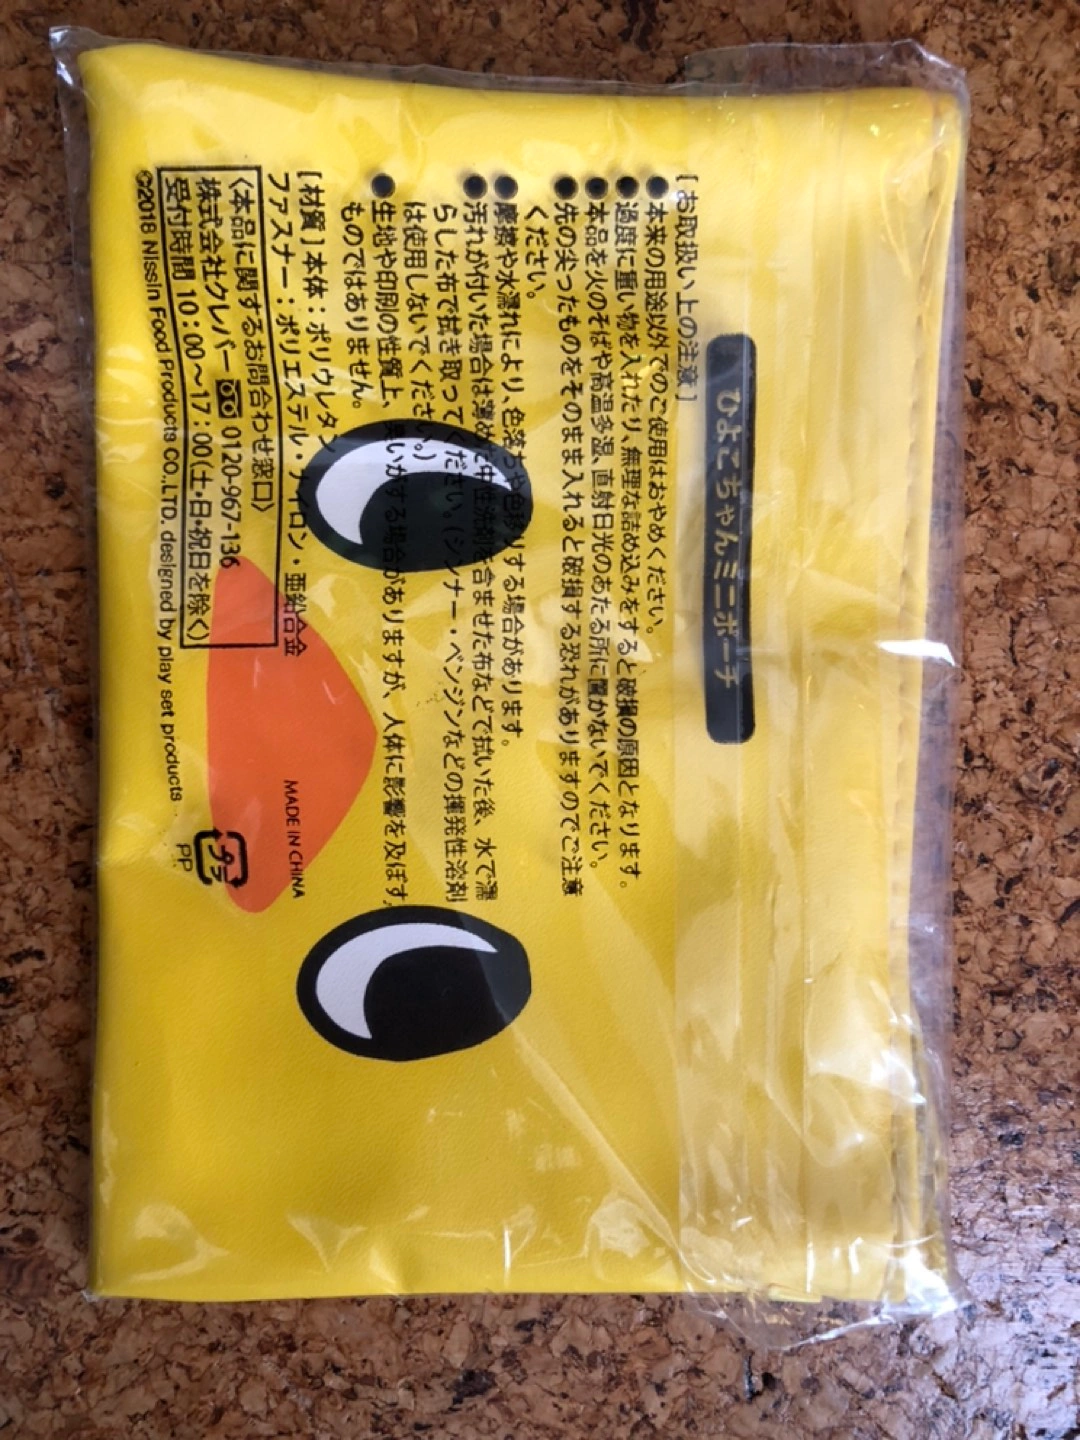 ひよこちゃんミニポーチ
[お取扱い上の注意]
●本来の用途以外でのご使用はおやめください。
●過度に重い物を入れたり、無理な詰め込みをすると破損の原因となります。
●本品を火のそばや高温多湿、直射日光のあたる所に置かないでください。
●先の尖ったものをそのまま入れると破損する恐れがありますのでご注意
ください。
●摩擦や水濡れにより、色落ちや色移りする場合があります。
●汚れが付いた場合は薄めた中性洗剤を含ませた布などで拭いた後、水で濡
らした布で拭き取ってください。(シンナー・ベンジンなどの揮発性溶剤
は使用しないでください。)
●生地や印刷の性質上、臭いがする場合がありますが、人体に影響を及ぼす
ものではありません。
[材質]本体：ポリウレタン
ファスナー：ポリエステル・ナイロン・亜鉛合金
〈本品に関するお問合わせ窓口〉
株式会社クレバー 0120-967-136
受付時間 10：00～17：00(土・日・祝日を除く)
©2018 Nissin Food Products CO.,LTD. designed by play set products
MADE IN CHINA
プラ
PP